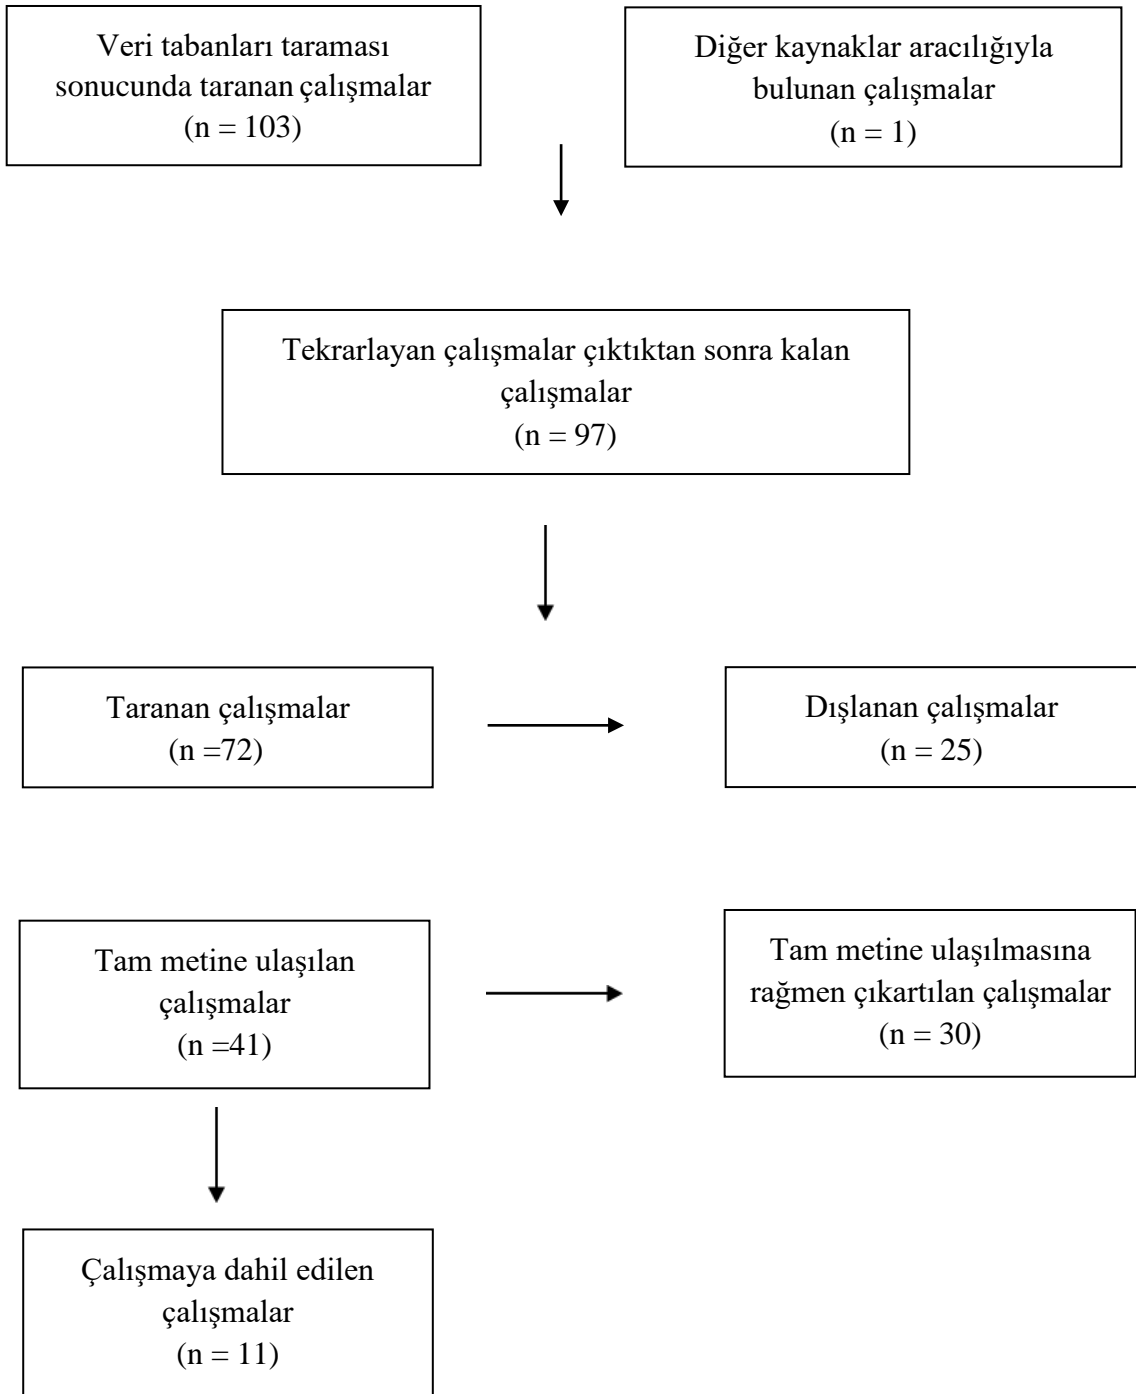 Veri tabanları taraması
sonucunda taranan çalışmalar
(n = 103)
Diğer kaynaklar aracılığıyla
bulunan çalışmalar
(n = 1)
Tekrarlayan çalışmalar çıktıktan sonra kalan
çalışmalar
(n = 97)
Taranan çalışmalar
(n =72)
Dışlanan çalışmalar
(n = 25)
Tam metine ulaşılan
çalışmalar
(n =41)
Tam metine ulaşılmasına
rağmen çıkartılan çalışmalar
(n = 30)
Çalışmaya dahil edilen
çalışmalar
(n = 11)